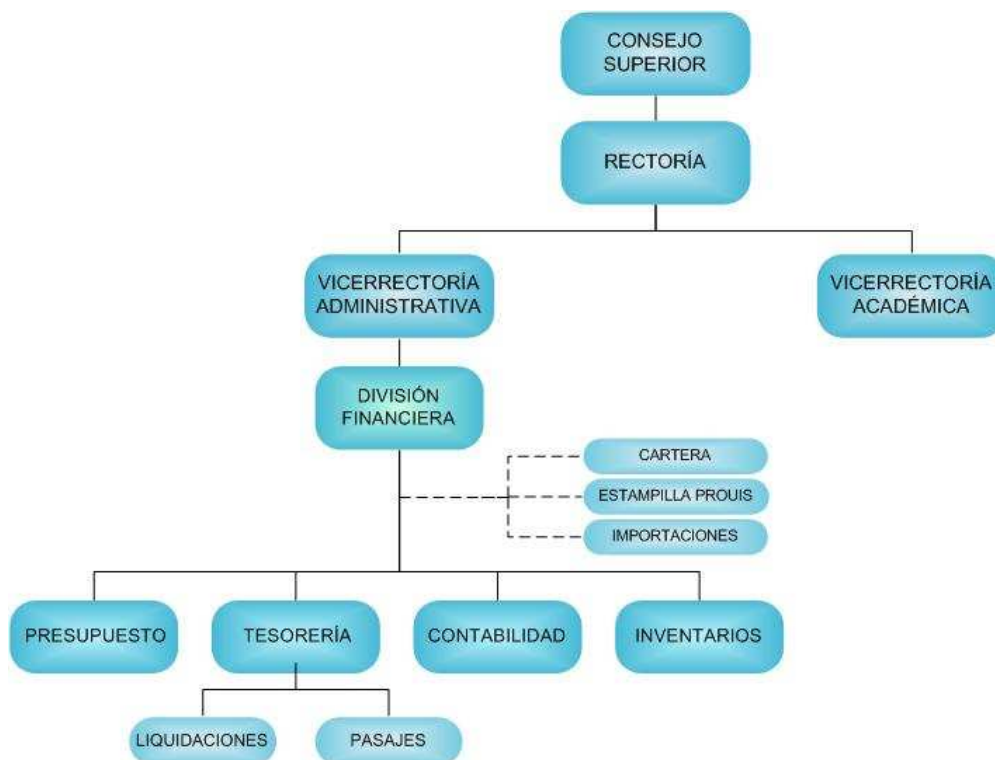 CONSEJO
SUPERIOR
RECTORÍA
VICERRECTORÍA
ADMINISTRATIVA
VICERRECTORÍA
ACADÉMICA
DIVISIÓN
FINANCIERA
CARTERA
ESTAMPILLA PROUIS
IMPORTACIONES
PRESUPUESTO
TESORERÍA
CONTABILIDAD
INVENTARIOS
LIQUIDACIONES
PASAJES